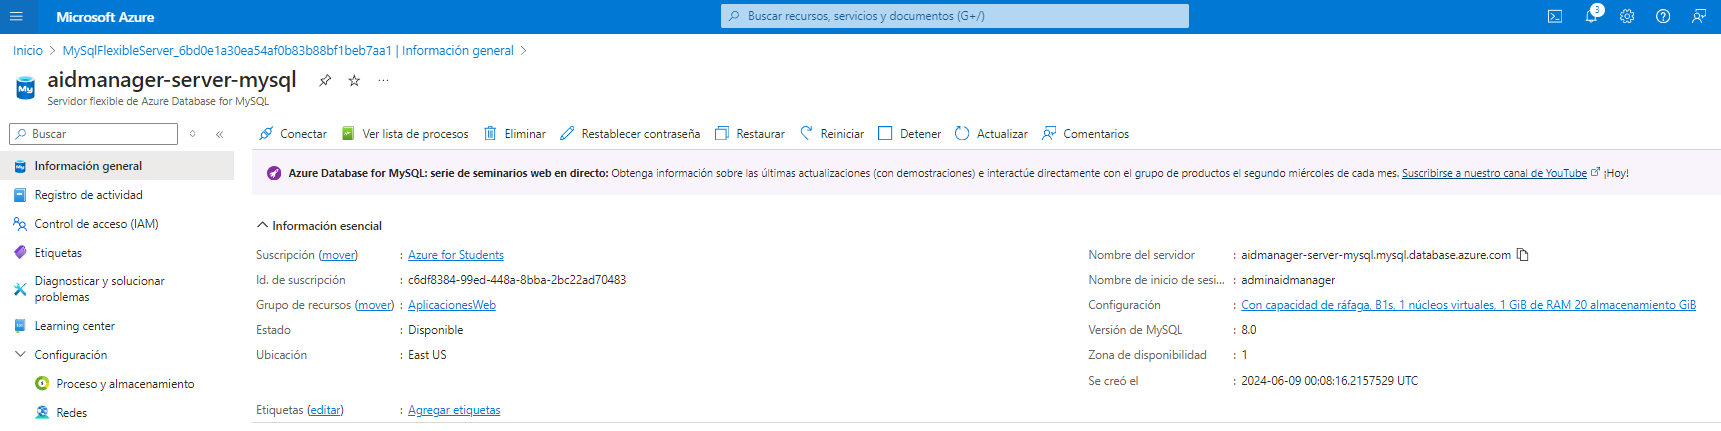 Microsoft Azure
Buscar recursos, servicios y documentos (G+/)
3
Inicio > MySqlFlexibleServer_6bd0e1a30ea54af0b83b88bf1beb7aa1 | Información general >
My
aidmanager-server-mysql
Servidor flexible de Azure Database for MySQL
Buscar
Conectar Ver lista de procesos Eliminar Restablecer contraseña Restaurar Reiniciar Detener Actualizar Comentarios
Información general
Registro de actividad
Control de acceso (IAM)
Etiquetas
Diagnosticar y solucionar
problemas
Learning center
Configuración
Proceso y almacenamiento
Redes
Azure Database for MySQL: serie de seminarios web en directo: Obtenga información sobre las últimas actualizaciones (con demostraciones) e interactúe directamente con el grupo de productos el segundo miércoles de cada mes. Suscribirse a nuestro canal de YouTube ¡Hoy!
Información esencial
Suscripción (mover) : Azure for Students
Id. de suscripción : c6df8384-99ed-448a-8bba-2bc22ad70483
Grupo de recursos (mover) : AplicacionesWeb
Estado : Disponible
Ubicación : East US
Etiquetas (editar) : Agregar etiquetas
Nombre del servidor : aidmanager-server-mysql.mysql.database.azure.com
Nombre de inicio de sesi... : adminaidmanager
Configuración : Con capacidad de ráfaga, B1s, 1 núcleos virtuales, 1 GiB de RAM 20 almacenamiento GiB
Versión de MySQL : 8.0
Zona de disponibilidad : 1
Se creó el : 2024-06-09 00:08:16.2157529 UTC